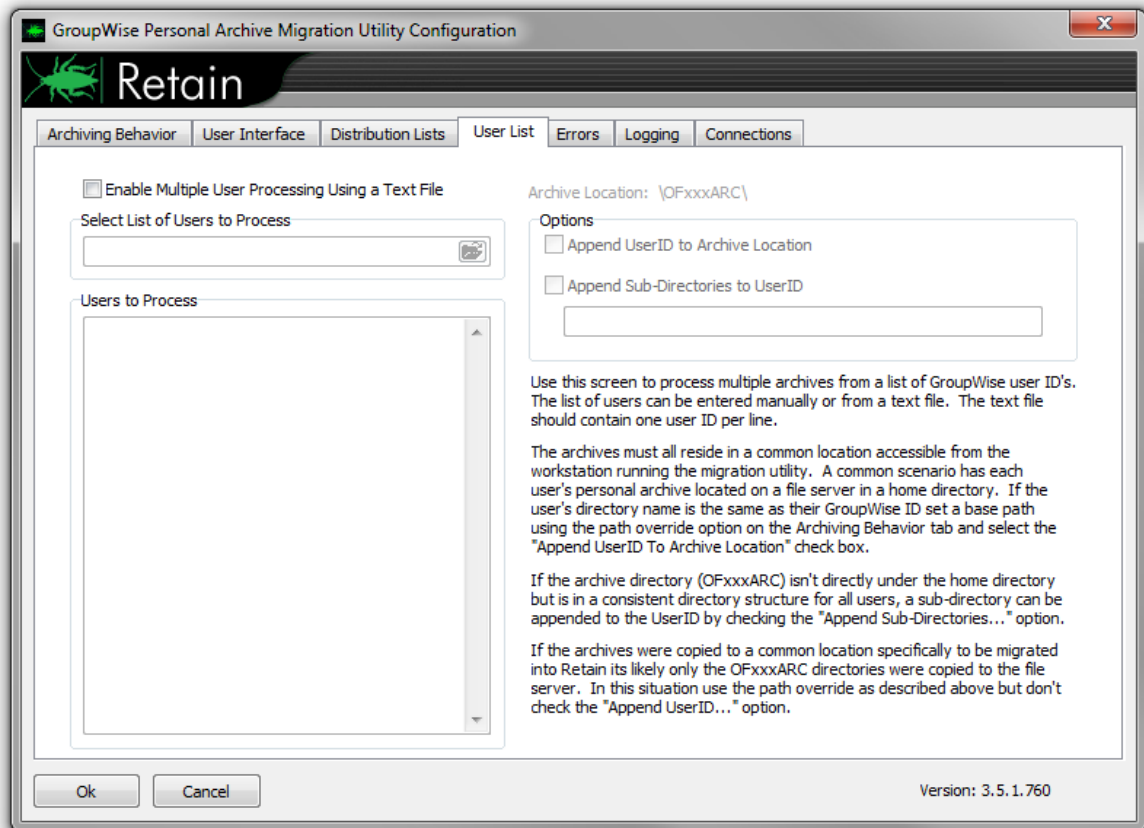 GroupWise Personal Archive Migration Utility Configuration
Retain
Archiving Behavior
User Interface
Distribution Lists
User List
Errors
Logging
Connections
Enable Multiple User Processing Using a Text File
Select List of Users to Process
Users to Process
Archive Location: \OFxxxARC\
Options
Append UserID to Archive Location
Append Sub-Directories to UserID
Use this screen to process multiple archives from a list of GroupWise user ID's.
The list of users can be entered manually or from a text file. The text file
should contain one user ID per line.
The archives must all reside in a common location accessible from the
workstation running the migration utility. A common scenario has each
user's personal archive located on a file server in a home directory. If the
user's directory name is the same as their GroupWise ID set a base path
using the path override option on the Archiving Behavior tab and select the
"Append UserID To Archive Location" check box.
If the archive directory (OFxxxARC) isn't directly under the home directory
but is in a consistent directory structure for all users, a sub-directory can be
appended to the UserID by checking the "Append Sub-Directories..." option.
If the archives were copied to a common location specifically to be migrated
into Retain its likely only the OFxxxARC directories were copied to the file
server. In this situation use the path override as described above but don't
check the "Append UserID..." option.
Ok
Cancel
Version: 3.5.1.760